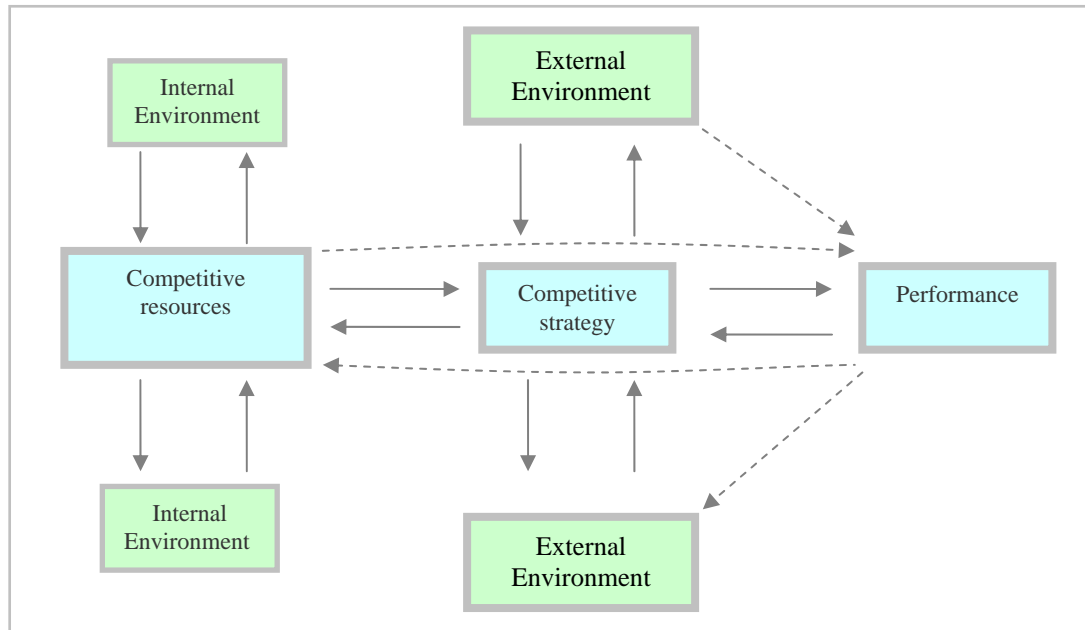 Internal
Environment
External
Environment
Competitive
resources
Competitive
strategy
Performance
Internal
Environment
External
Environment